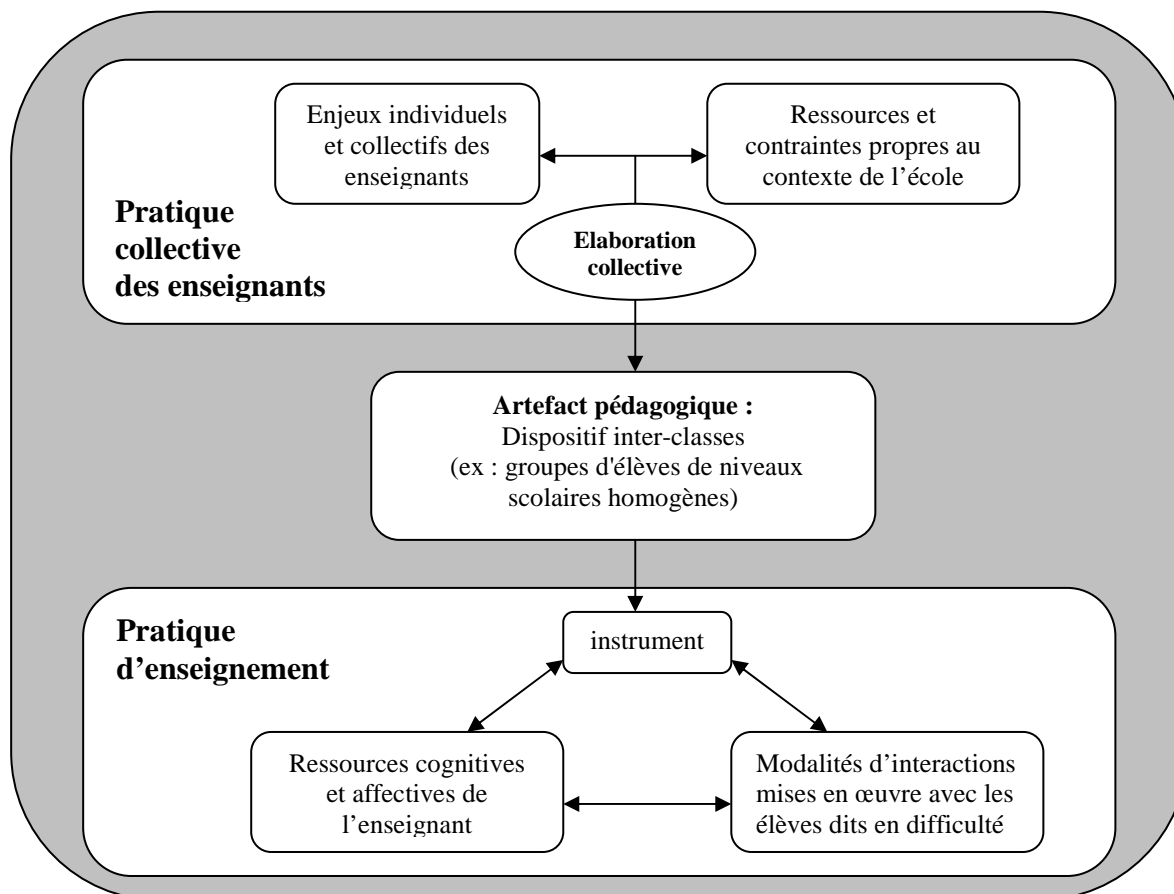 Enjeux individuels
et collectifs des
enseignants
Ressources et
contraintes propres au
contexte de l’école
Pratique
collective
des enseignants
Elaboration
collective
Artefact pédagogique :
Dispositif inter-classes
(ex : groupes d'élèves de niveaux
scolaires homogènes)
Pratique
d’enseignement
instrument
Ressources cognitives
et affectives de
l’enseignant
Modalités d’interactions
mises en œuvre avec les
élèves dits en difficulté